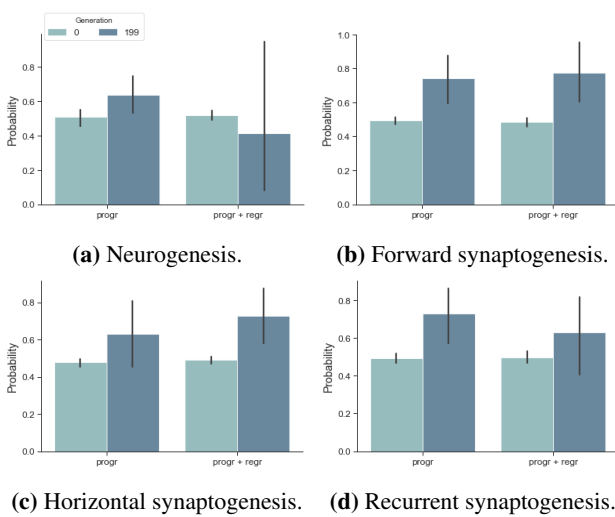 Generation
0 199
0.8
0.6
0.4
0.2
0.0
Probability
progr progr + regr
(a) Neurogenesis.
1.0
0.8
0.6
0.4
0.2
0.0
Probability
progr progr + regr
(b) Forward synaptogenesis.
0.8
0.6
0.4
0.2
0.0
Probability
progr progr + regr
(c) Horizontal synaptogenesis.
0.8
0.6
0.4
0.2
0.0
Probability
progr progr + regr
(d) Recurrent synaptogenesis.